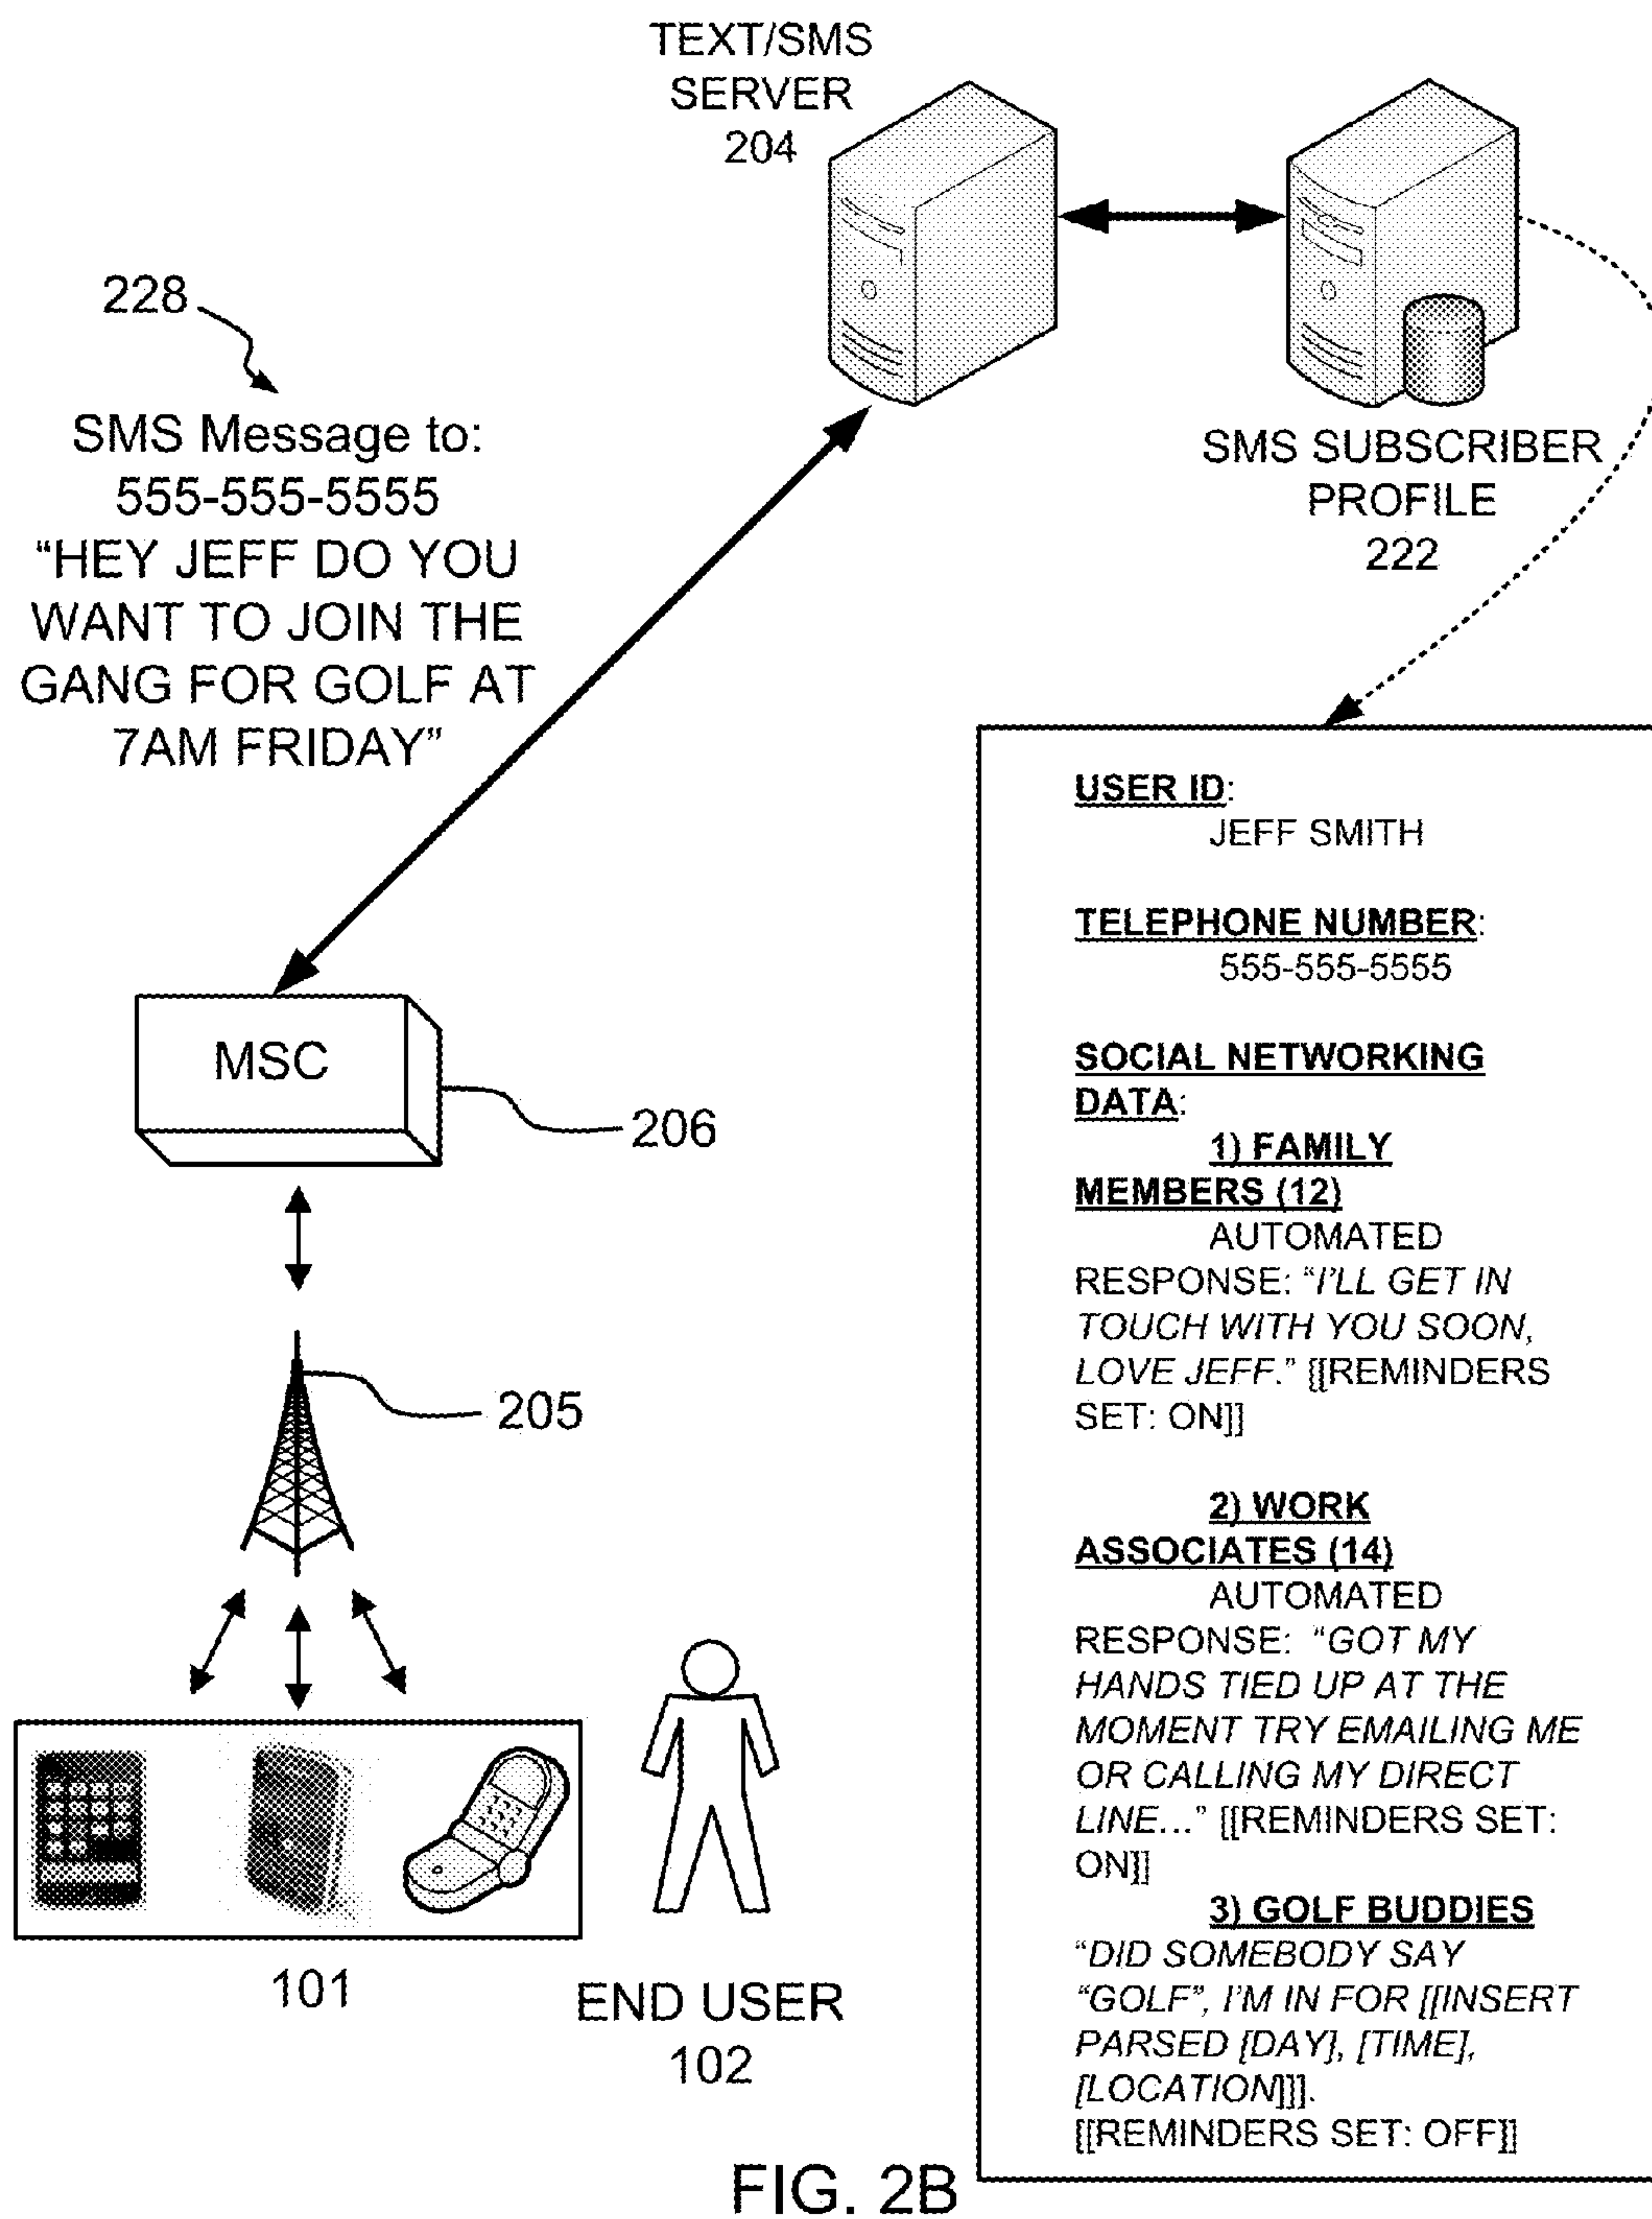 TEXT/SMS
SERVER
204
228
SMS Message to:
555-555-5555
“HEY JEFF DO YOU
WANT TO JOIN THE
GANG FOR GOLF AT
7AM FRIDAY”
SMS SUBSCRIBER
PROFILE
222
MSC
206
205
101
END USER
102
USER ID:
JEFF SMITH
TELEPHONE NUMBER:
555-555-5555
SOCIAL NETWORKING
DATA:
1) FAMILY
MEMBERS (12)
AUTOMATED
RESPONSE: “I’LL GET IN
TOUCH WITH YOU SOON,
LOVE JEFF.” [[REMINDERS
SET: ON]]
2) WORK
ASSOCIATES (14)
AUTOMATED
RESPONSE: “GOT MY
HANDS TIED UP AT THE
MOMENT TRY EMAILING ME
OR CALLING MY DIRECT
LINE...” [[REMINDERS SET:
ON]]
3) GOLF BUDDIES
“DID SOMEBODY SAY
“GOLF”, I’M IN FOR [[INSERT
PARSED [DAY], [TIME],
[LOCATION]]].
[[REMINDERS SET: OFF]]
FIG. 2B